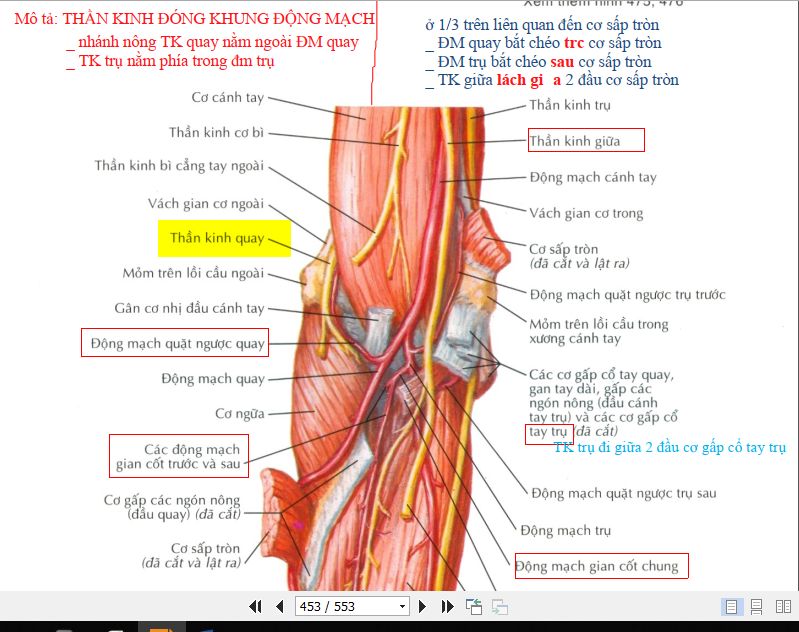 Xem thêm hình 475, 476
Mô tả: THẦN KINH ĐÓNG KHUNG ĐỘNG MẠCH
_ nhánh nông TK quay nằm ngoài ĐM quay
_ TK trụ nằm phía trong đm trụ
ở 1/3 trên liên quan đến cơ sấp tròn
_ ĐM quay bắt chéo trc cơ sấp tròn
_ ĐM trụ bắt chéo sau cơ sấp tròn
_ TK giữa lách gi a 2 đầu cơ sấp tròn
Cơ cánh tay
Thần kinh cơ bì
Thần kinh bì cẳng tay ngoài
Vách gian cơ ngoài
Thần kinh quay
Mỏm trên lồi cầu ngoài
Gân cơ nhị đầu cánh tay
Động mạch quặt ngược quay
Động mạch quay
Cơ ngữa
Các động mạch
gian cốt trước và sau
Cơ gấp các ngón nông
(đầu quay) (đã cắt)
Cơ sấp tròn
(đã cắt và lật ra)
Thần kinh trụ
Thần kinh giữa
Động mạch cánh tay
Vách gian cơ trong
Cơ sấp tròn
(đã cắt và lật ra)
Động mạch quặt ngược trụ trước
Mỏm trên lồi cầu trong
xương cánh tay
Các cơ gấp cổ tay quay,
gan tay dài, gấp các
ngón nông (đầu cánh
tay trụ) và các cơ gấp cổ
tay trụ (đã cắt)
TK trụ đi giữa 2 đầu cơ gấp cổ tay trụ
Động mạch quặt ngược trụ sau
Động mạch trụ
Động mạch gian cốt chung
453 / 553